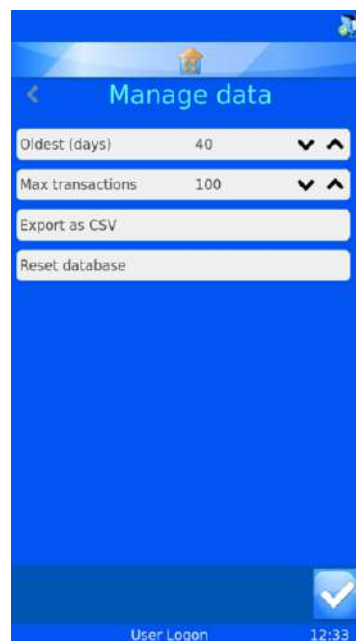 Manage data
Oldest (days) 40
Max transactions 100
Export as CSV
Reset database
User Logon 12:33